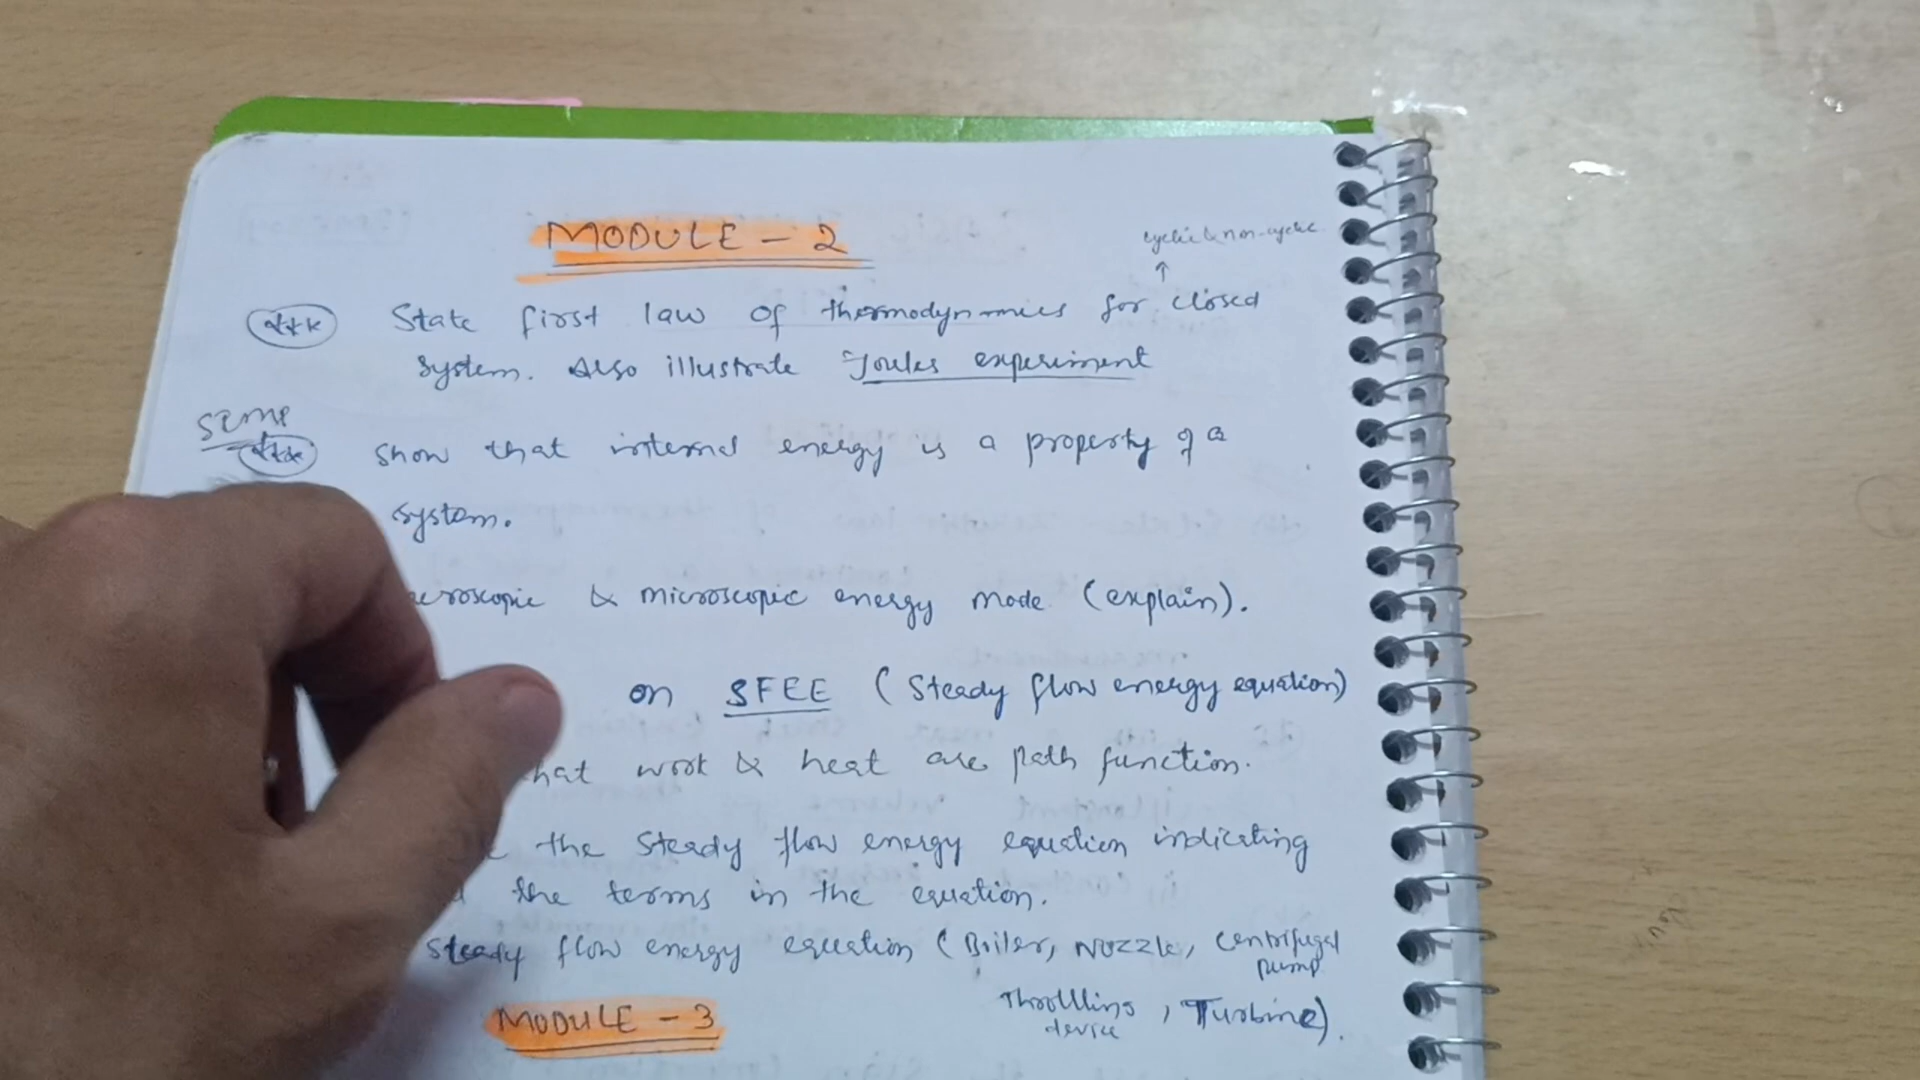 MODULE - 2
cyclic & non-cyclic
↑
State first law of thermodynamics for closed
system. Also illustrate Joules experiment
Show that internal energy is a property of a
system.
& microscopic energy mode (explain).
on SFEE (Steady flow energy equation)
work & heat are path function.
the steady flow energy equation indicating
the terms in the equation.
Steady flow energy equation (Boiler, NOZZLE, Centrifugal
pump
Throttling , Turbine).
device
MODULE - 3